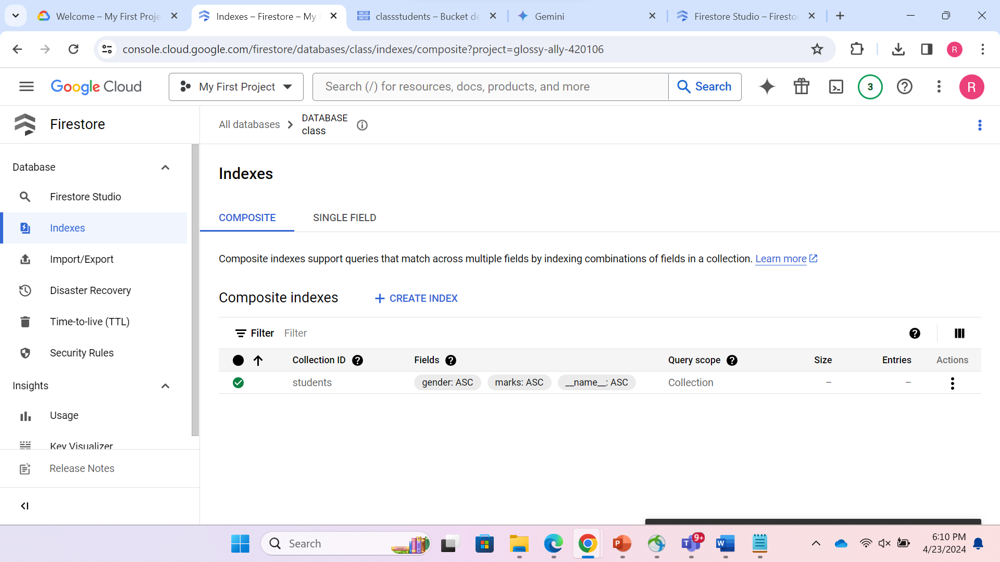 Welcome – My First Proje
Indexes – Firestore – My
classstudents – Bucket de
Gemini
Firestore Studio – Firesto
console.cloud.google.com/firestore/databases/class/indexes/composite?project=glossy-ally-420106
R
Google Cloud
My First Project
Search (/) for resources, docs, products, and more
Search
3
R
Firestore
All databases
DATABASE
class
Database
Firestore Studio
Indexes
Import/Export
Disaster Recovery
Time-to-live (TTL)
Security Rules
Insights
Usage
Key Visualizer
Release Notes
Indexes
COMPOSITE
SINGLE FIELD
Composite indexes support queries that match across multiple fields by indexing combinations of fields in a collection. Learn more
Composite indexes
CREATE INDEX
Filter Filter
Collection ID Fields Query scope Size Entries Actions
students gender: ASC marks: ASC __name__: ASC Collection – –
Search
9+
6:10 PM
4/23/2024